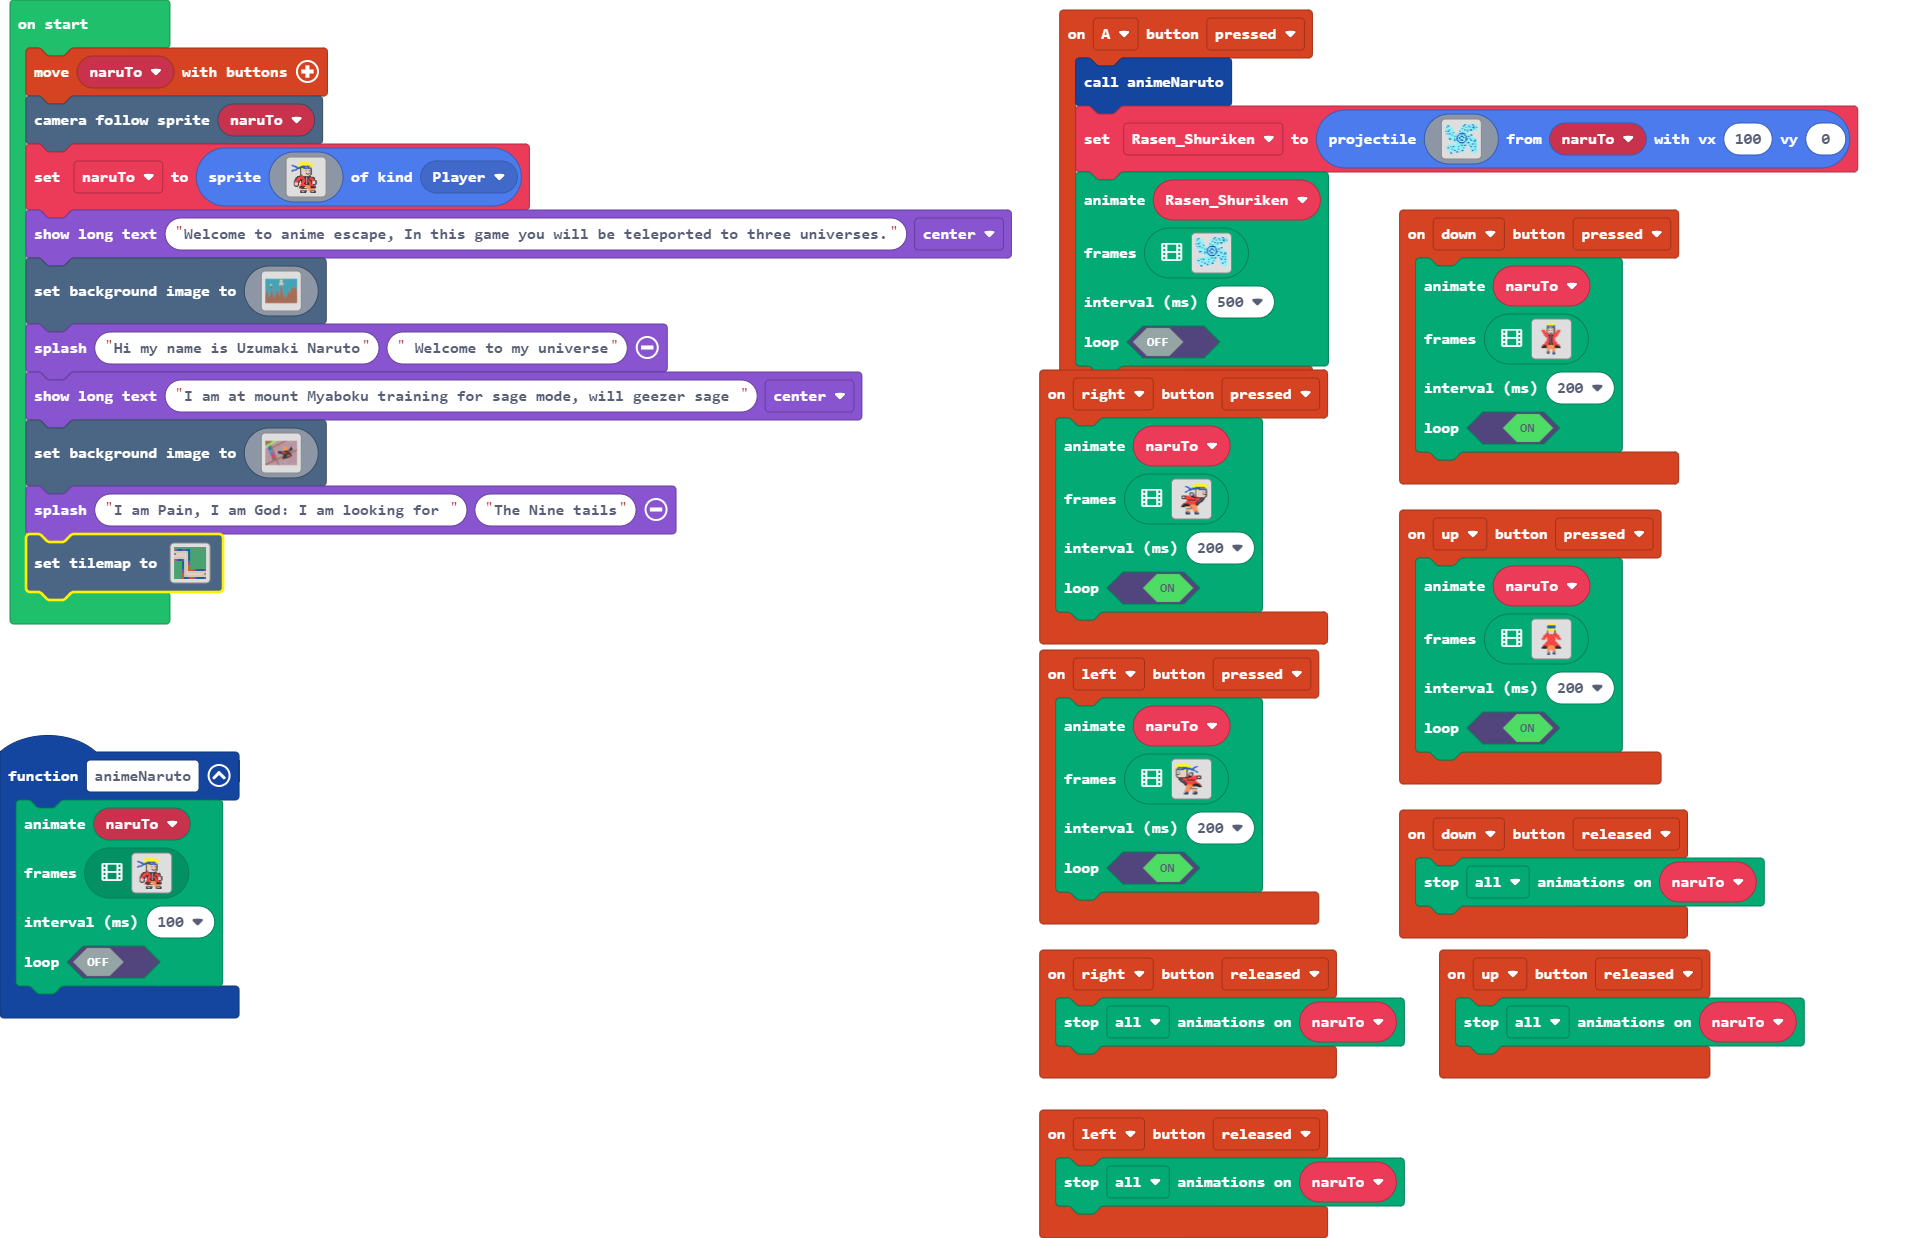 on start
move naruTo with buttons
camera follow sprite naruTo
set naruTo to sprite of kind Player
show long text "Welcome to anime escape, In this game you will be teleported to three universes." center
set background image to
splash "Hi my name is Uzumaki Naruto" " Welcome to my universe"
show long text "I am at mount Myaboku training for sage mode, will geezer sage " center
set background image to
splash "I am Pain, I am God: I am looking for " "The Nine tails"
set tilemap to
function animeNaruto
animate naruTo
frames
interval (ms) 100
loop OFF
on A button pressed
call animeNaruto
set Rasen_Shuriken to projectile from naruTo with vx 100 vy 0
animate Rasen_Shuriken
frames
interval (ms) 500
loop OFF
on right button pressed
animate naruTo
frames
interval (ms) 200
loop ON
on left button pressed
animate naruTo
frames
interval (ms) 200
loop ON
on right button released
stop all animations on naruTo
on left button released
stop all animations on naruTo
on down button pressed
animate naruTo
frames
interval (ms) 200
loop ON
on up button pressed
animate naruTo
frames
interval (ms) 200
loop ON
on down button released
stop all animations on naruTo
on up button released
stop all animations on naruTo